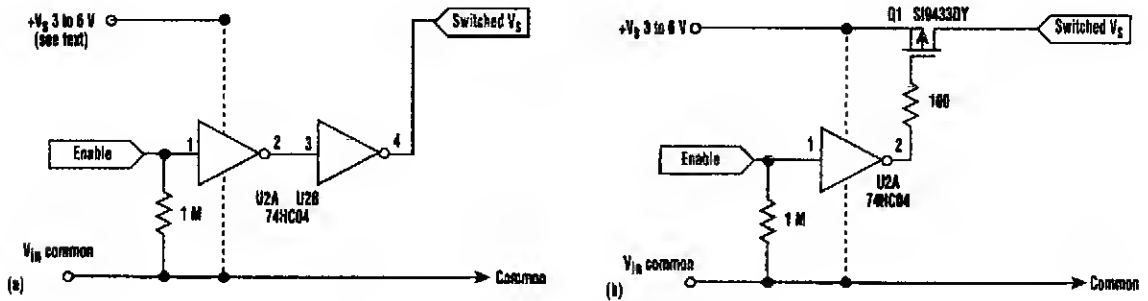 +Vs 3 to 6 V
(see text)
Switched Vs
Enable
1
2
3
4
U2A U2B
74HC04
1 M
Vin common
Common
(a)
Q1 SI9433DY
+Vs 3 to 6 V
Switched Vs
100
Enable
1
2
U2A
74HC04
1 M
Vin common
Common
(b)